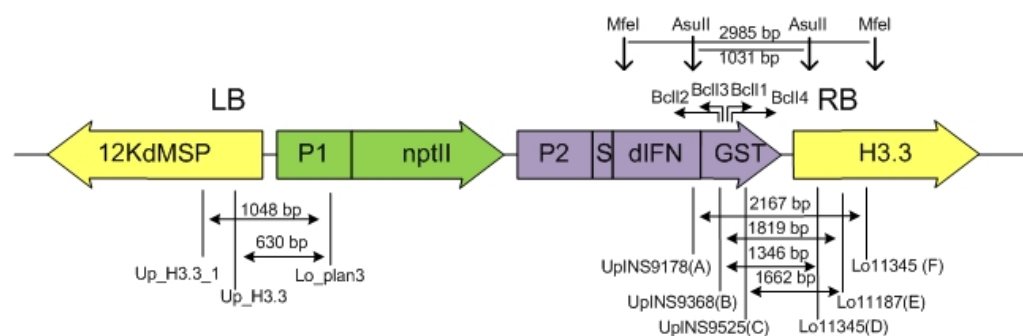 MfeI AsuII AsuII MfeI
2985 bp
1031 bp
LB BclI2 BclI3 BclI1 BclI4 RB
12KdMSP P1 nptII P2 S dIFN GST H3.3
1048 bp 2167 bp
630 bp 1819 bp
1346 bp
1662 bp
Up_H3.3_1 Lo_plan3 UpINS9178(A) Lo11345 (F)
Up_H3.3 UpINS9368(B) Lo11187(E)
UpINS9525(C) Lo11345(D)